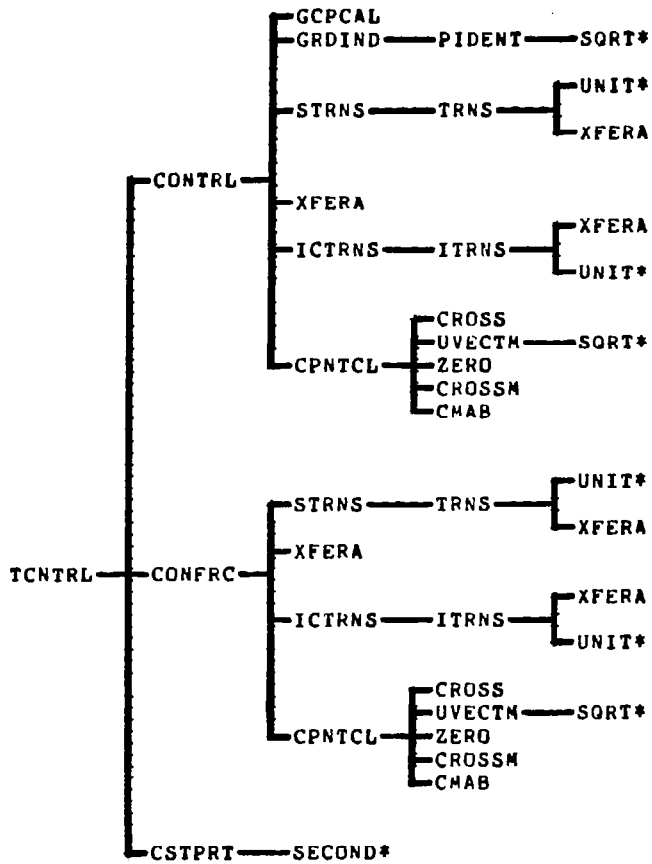 GCPCAL
GRDIND PIDENT SQRT*
UNIT*
STRNS TRNS
XFERA
CONTRL
XFERA
XFERA
ICTRNS ITRNS
UNIT*
CROSS
UVECTM SQRT*
CPNTCL ZERO
CROSSM
CMAB
UNIT*
STRNS TRNS
XFERA
XFERA
TCNTRL CONFRC
XFERA
ICTRNS ITRNS
UNIT*
CROSS
UVECTM SQRT*
CPNTCL ZERO
CROSSM
CMAB
CSTPRT SECOND*